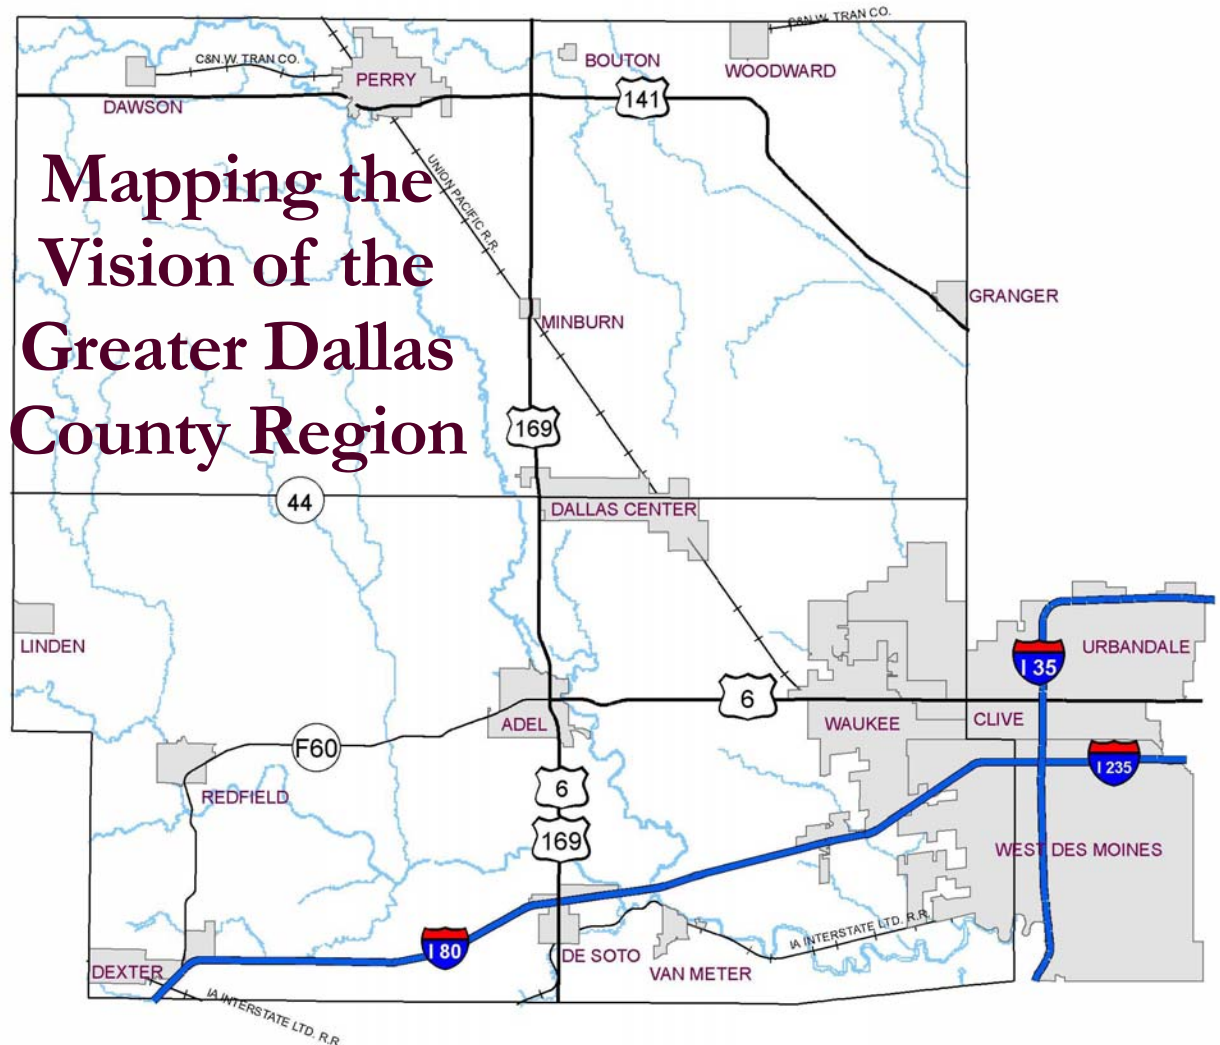 C&N.W. TRAN CO.
C&N.W. TRAN CO.
PERRY
BOUTON
WOODWARD
DAWSON
141
Mapping the
Vision of the
Greater Dallas
County Region
UNION PACIFIC R.R.
GRANGER
MINBURN
169
44
DALLAS CENTER
LINDEN
URBANDALE
I 35
6
ADEL
WAUKEE
CLIVE
F60
I 235
REDFIELD
6
169
WEST DES MOINES
IA INTERSTATE LTD. R.R.
I 80
DE SOTO
VAN METER
DEXTER
IA INTERSTATE LTD. R.R.